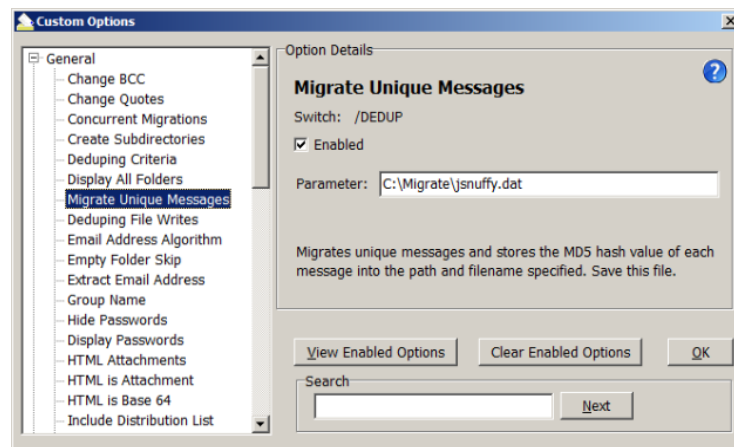 Custom Options
General
Change BCC
Change Quotes
Concurrent Migrations
Create Subdirectories
Deduping Criteria
Display All Folders
Migrate Unique Messages
Deduping File Writes
Email Address Algorithm
Empty Folder Skip
Extract Email Address
Group Name
Hide Passwords
Display Passwords
HTML Attachments
HTML is Attachment
HTML is Base 64
Include Distribution List
Option Details
Migrate Unique Messages
?
Switch: /DEDUP
Enabled
Parameter: C:\Migrate\jsnuffy.dat
Migrates unique messages and stores the MD5 hash value of each
message into the path and filename specified. Save this file.
View Enabled Options
Clear Enabled Options
OK
Search
Next